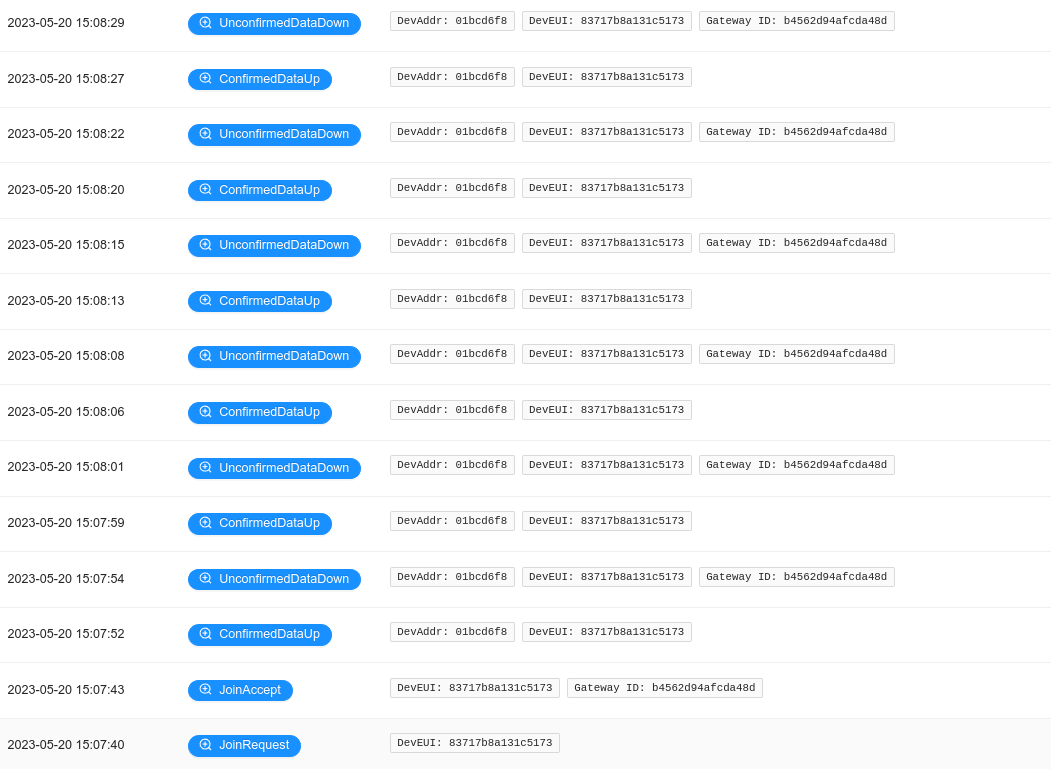 2023-05-20 15:08:29 UnconfirmedDataDown DevAddr: 01bcd6f8 DevEUI: 83717b8a131c5173 Gateway ID: b4562d94afcda48d
2023-05-20 15:08:27 ConfirmedDataUp DevAddr: 01bcd6f8 DevEUI: 83717b8a131c5173
2023-05-20 15:08:22 UnconfirmedDataDown DevAddr: 01bcd6f8 DevEUI: 83717b8a131c5173 Gateway ID: b4562d94afcda48d
2023-05-20 15:08:20 ConfirmedDataUp DevAddr: 01bcd6f8 DevEUI: 83717b8a131c5173
2023-05-20 15:08:15 UnconfirmedDataDown DevAddr: 01bcd6f8 DevEUI: 83717b8a131c5173 Gateway ID: b4562d94afcda48d
2023-05-20 15:08:13 ConfirmedDataUp DevAddr: 01bcd6f8 DevEUI: 83717b8a131c5173
2023-05-20 15:08:08 UnconfirmedDataDown DevAddr: 01bcd6f8 DevEUI: 83717b8a131c5173 Gateway ID: b4562d94afcda48d
2023-05-20 15:08:06 ConfirmedDataUp DevAddr: 01bcd6f8 DevEUI: 83717b8a131c5173
2023-05-20 15:08:01 UnconfirmedDataDown DevAddr: 01bcd6f8 DevEUI: 83717b8a131c5173 Gateway ID: b4562d94afcda48d
2023-05-20 15:07:59 ConfirmedDataUp DevAddr: 01bcd6f8 DevEUI: 83717b8a131c5173
2023-05-20 15:07:54 UnconfirmedDataDown DevAddr: 01bcd6f8 DevEUI: 83717b8a131c5173 Gateway ID: b4562d94afcda48d
2023-05-20 15:07:52 ConfirmedDataUp DevAddr: 01bcd6f8 DevEUI: 83717b8a131c5173
2023-05-20 15:07:43 JoinAccept DevEUI: 83717b8a131c5173 Gateway ID: b4562d94afcda48d
2023-05-20 15:07:40 JoinRequest DevEUI: 83717b8a131c5173